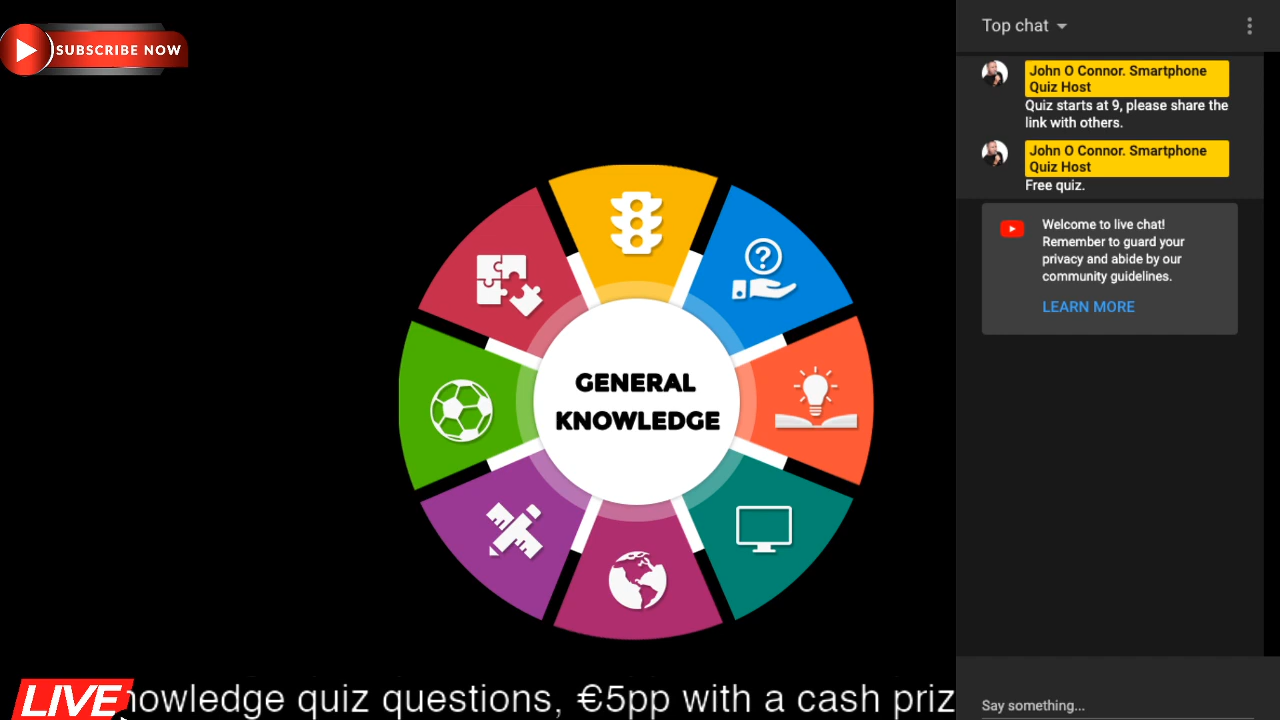 SUBSCRIBE NOW
GENERAL
KNOWLEDGE
LIVE
nowledge quiz questions, €5pp with a cash priz
Top chat
John O Connor. Smartphone
Quiz Host
Quiz starts at 9, please share the
link with others.
John O Connor. Smartphone
Quiz Host
Free quiz.
Welcome to live chat!
Remember to guard your
privacy and abide by our
community guidelines.
LEARN MORE
Say something...